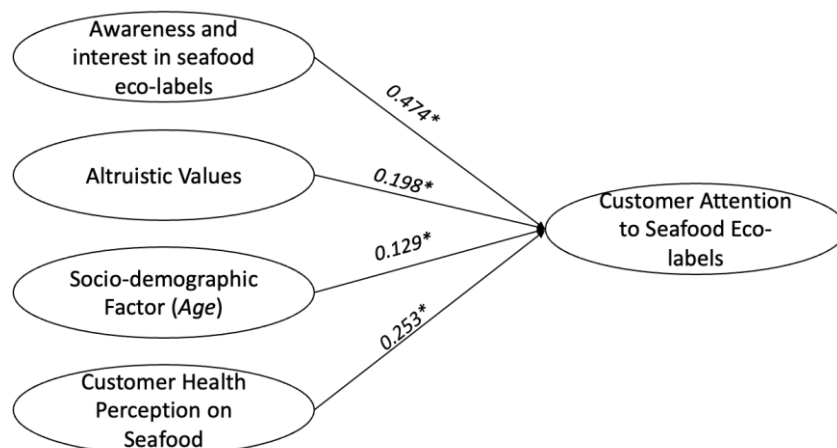 Awareness and
interest in seafood
eco-labels
0.474*
Altruistic Values
0.198*
Customer Attention
to Seafood Eco-
labels
0.129*
Socio-demographic
Factor (Age)
0.253*
Customer Health
Perception on
Seafood